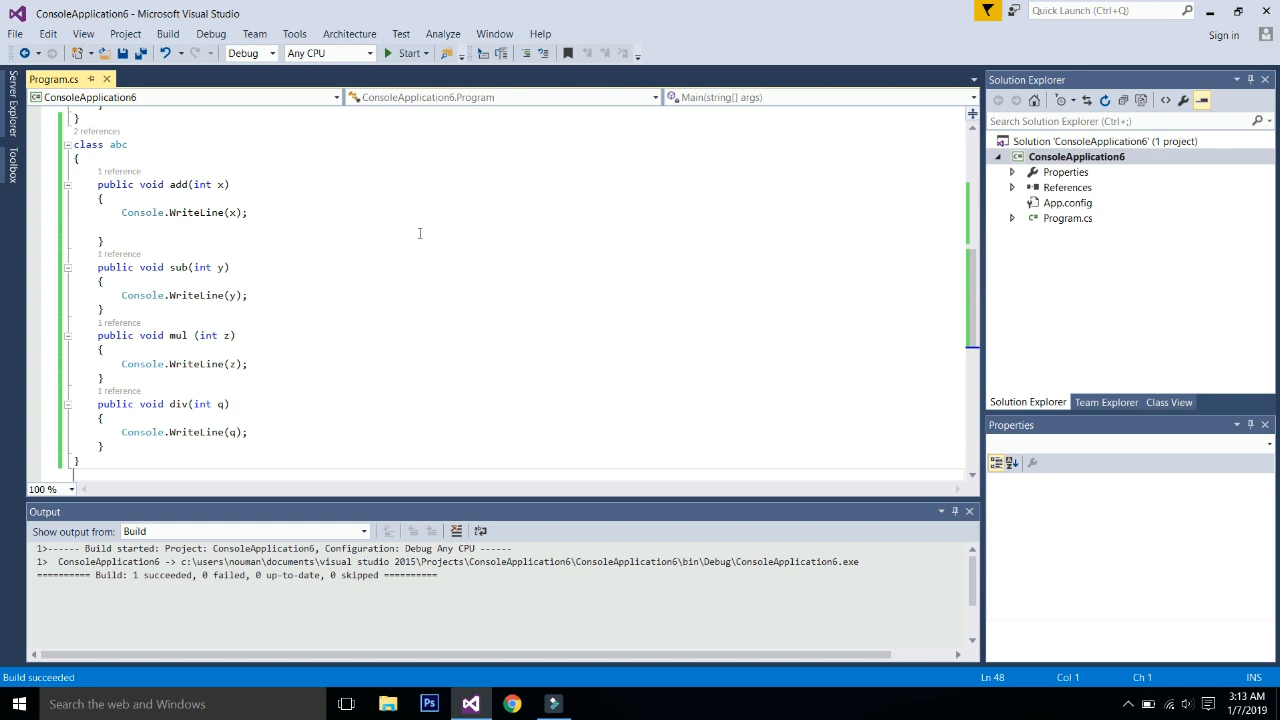 ConsoleApplication6 - Microsoft Visual Studio
Quick Launch (Ctrl+Q)
File Edit View Project Build Debug Team Tools Architecture Test Analyze Window Help
Sign in
Debug Any CPU Start
Server Explorer
Toolbox
Program.cs
ConsoleApplication6 ConsoleApplication6.Program Main(string[] args)
}
}
2 references
class abc
{
1 reference
public void add(int x)
{
Console.WriteLine(x);
}
1 reference
public void sub(int y)
{
Console.WriteLine(y);
}
1 reference
public void mul (int z)
{
Console.WriteLine(z);
}
1 reference
public void div(int q)
{
Console.WriteLine(q);
}
}
100 %
Solution Explorer
Search Solution Explorer (Ctrl+;)
Solution 'ConsoleApplication6' (1 project)
ConsoleApplication6
Properties
References
App.config
C# Program.cs
Solution Explorer Team Explorer Class View
Properties
Output
Show output from: Build
1>------ Build started: Project: ConsoleApplication6, Configuration: Debug Any CPU ------
1>  ConsoleApplication6 -> c:\users\nouman\documents\visual studio 2015\Projects\ConsoleApplication6\ConsoleApplication6\bin\Debug\ConsoleApplication6.exe
========== Build: 1 succeeded, 0 failed, 0 up-to-date, 0 skipped ==========
Build succeeded Ln 48 Col 1 Ch 1 INS
Search the web and Windows
Ps
3:13 AM
1/7/2019